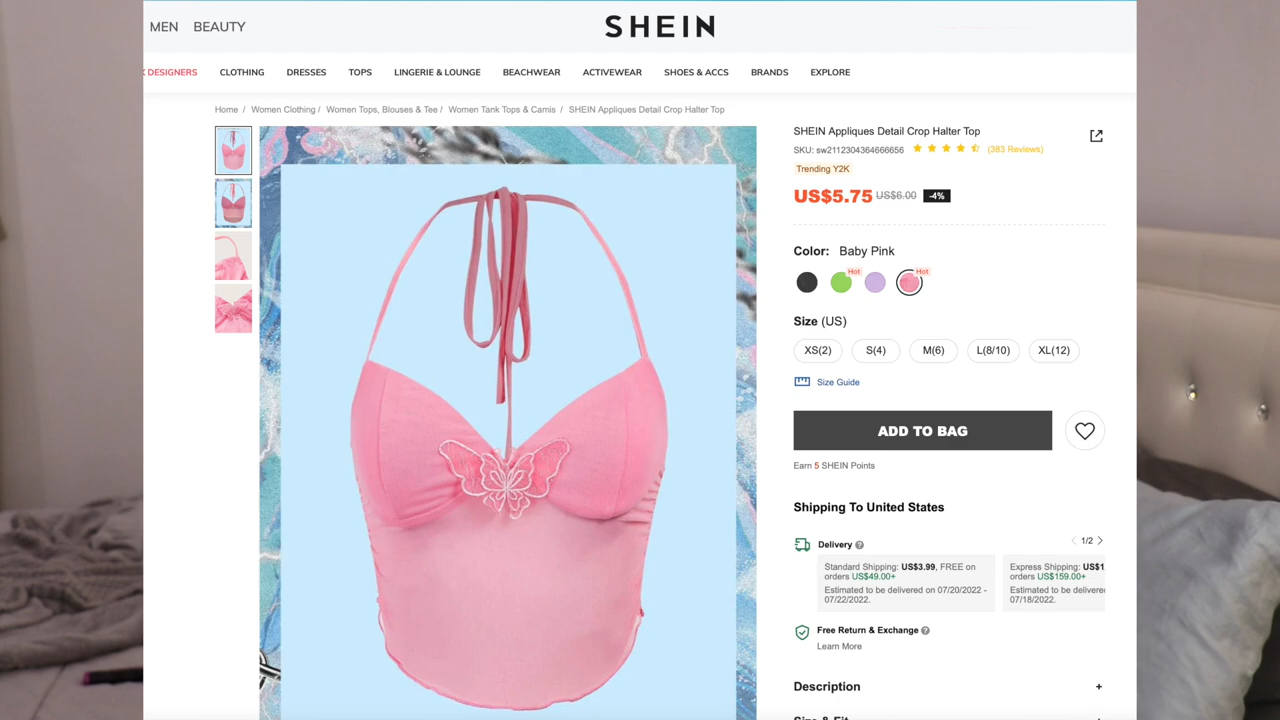 MEN BEAUTY
SHEIN
DESIGNERS CLOTHING DRESSES TOPS LINGERIE & LOUNGE BEACHWEAR ACTIVEWEAR SHOES & ACCS BRANDS EXPLORE
Home / Women Clothing / Women Tops, Blouses & Tee / Women Tank Tops & Camis / SHEIN Appliques Detail Crop Halter Top
SHEIN Appliques Detail Crop Halter Top
SKU: sw2112304364666656 (383 Reviews)
Trending Y2K
US$5.75 US$6.00 -4%
Color: Baby Pink
Hot Hot
Size (US)
XS(2) S(4) M(6) L(8/10) XL(12)
Size Guide
ADD TO BAG
Earn 5 SHEIN Points
Shipping To United States
Delivery ? 1/2
Standard Shipping: US$3.99, FREE on
orders US$49.00+
Estimated to be delivered on 07/20/2022 -
07/22/2022.
Express Shipping: US$1
orders US$159.00+
Estimated to be delivered
07/18/2022.
Free Return & Exchange ?
Learn More
Description +
Size & Fit